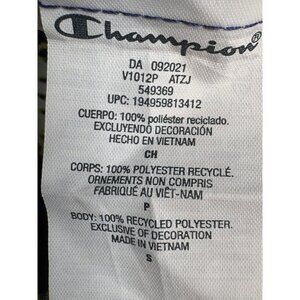 Champion
DA 092021
V1012P ATZJ
549369
UPC: 194959813412
CUERPO: 100% poliéster reciclado.
EXCLUYENDO DECORACIÓN
HECHO EN VIETNAM
CH
CORPS: 100% POLYESTER RECYCLÉ.
ORNEMENTS NON COMPRIS
FABRIQUÉ AU VIÊT-NAM
P
BODY: 100% RECYCLED POLYESTER.
EXCLUSIVE OF DECORATION
MADE IN VIETNAM
S